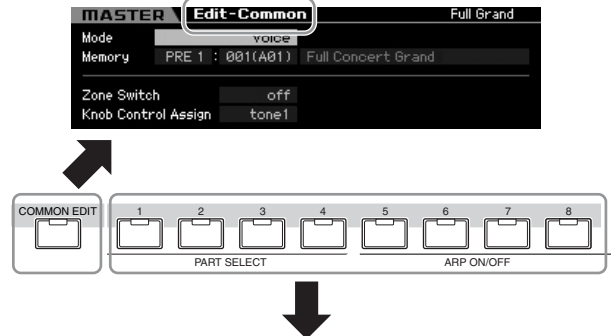 MASTER Edit-Common Full Grand
Mode Voice
Memory PRE 1 : 001(A01) Full Concert Grand
Zone Switch off
Knob Control Assign tone1
COMMON EDIT 1 2 3 4 5 6 7 8
PART SELECT ARP ON/OFF